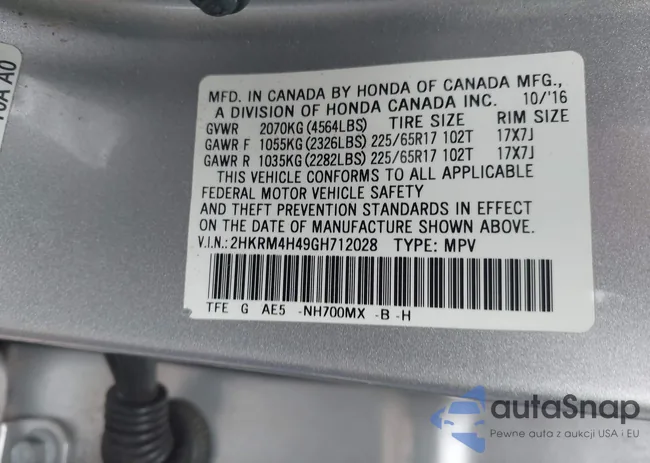 MFD. IN CANADA BY HONDA OF CANADA MFG.,
A DIVISION OF HONDA CANADA INC. 10/'16
GVWR 2070KG (4564LBS) TIRE SIZE RIM SIZE
GAWR F 1055KG (2326LBS) 225/65R17 102T 17X7J
GAWR R 1035KG (2282LBS) 225/65R17 102T 17X7J
THIS VEHICLE CONFORMS TO ALL APPLICABLE
FEDERAL MOTOR VEHICLE SAFETY
AND THEFT PREVENTION STANDARDS IN EFFECT
ON THE DATE OF MANUFACTURE SHOWN ABOVE.
V.I.N.: 2HKRM4H49GH712028 TYPE: MPV
TFE G AE5 -NH700MX -B -H
autaSnap
Pewne auta z aukcji USA i EU